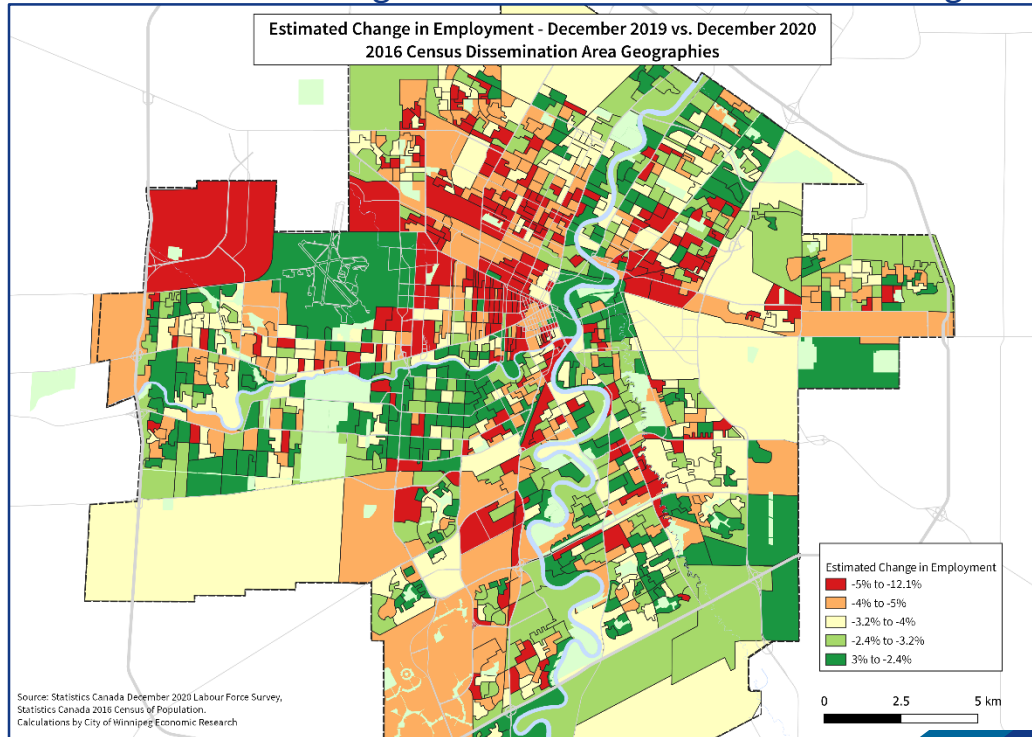 Estimated Change in Employment - December 2019 vs. December 2020
2016 Census Dissemination Area Geographies
Estimated Change in Employment
-5% to -12.1%
-4% to -5%
-3.2% to -4%
-2.4% to -3.2%
3% to -2.4%
0 2.5 5 km
Source: Statistics Canada December 2020 Labour Force Survey,
Statistics Canada 2016 Census of Population.
Calculations by City of Winnipeg Economic Research